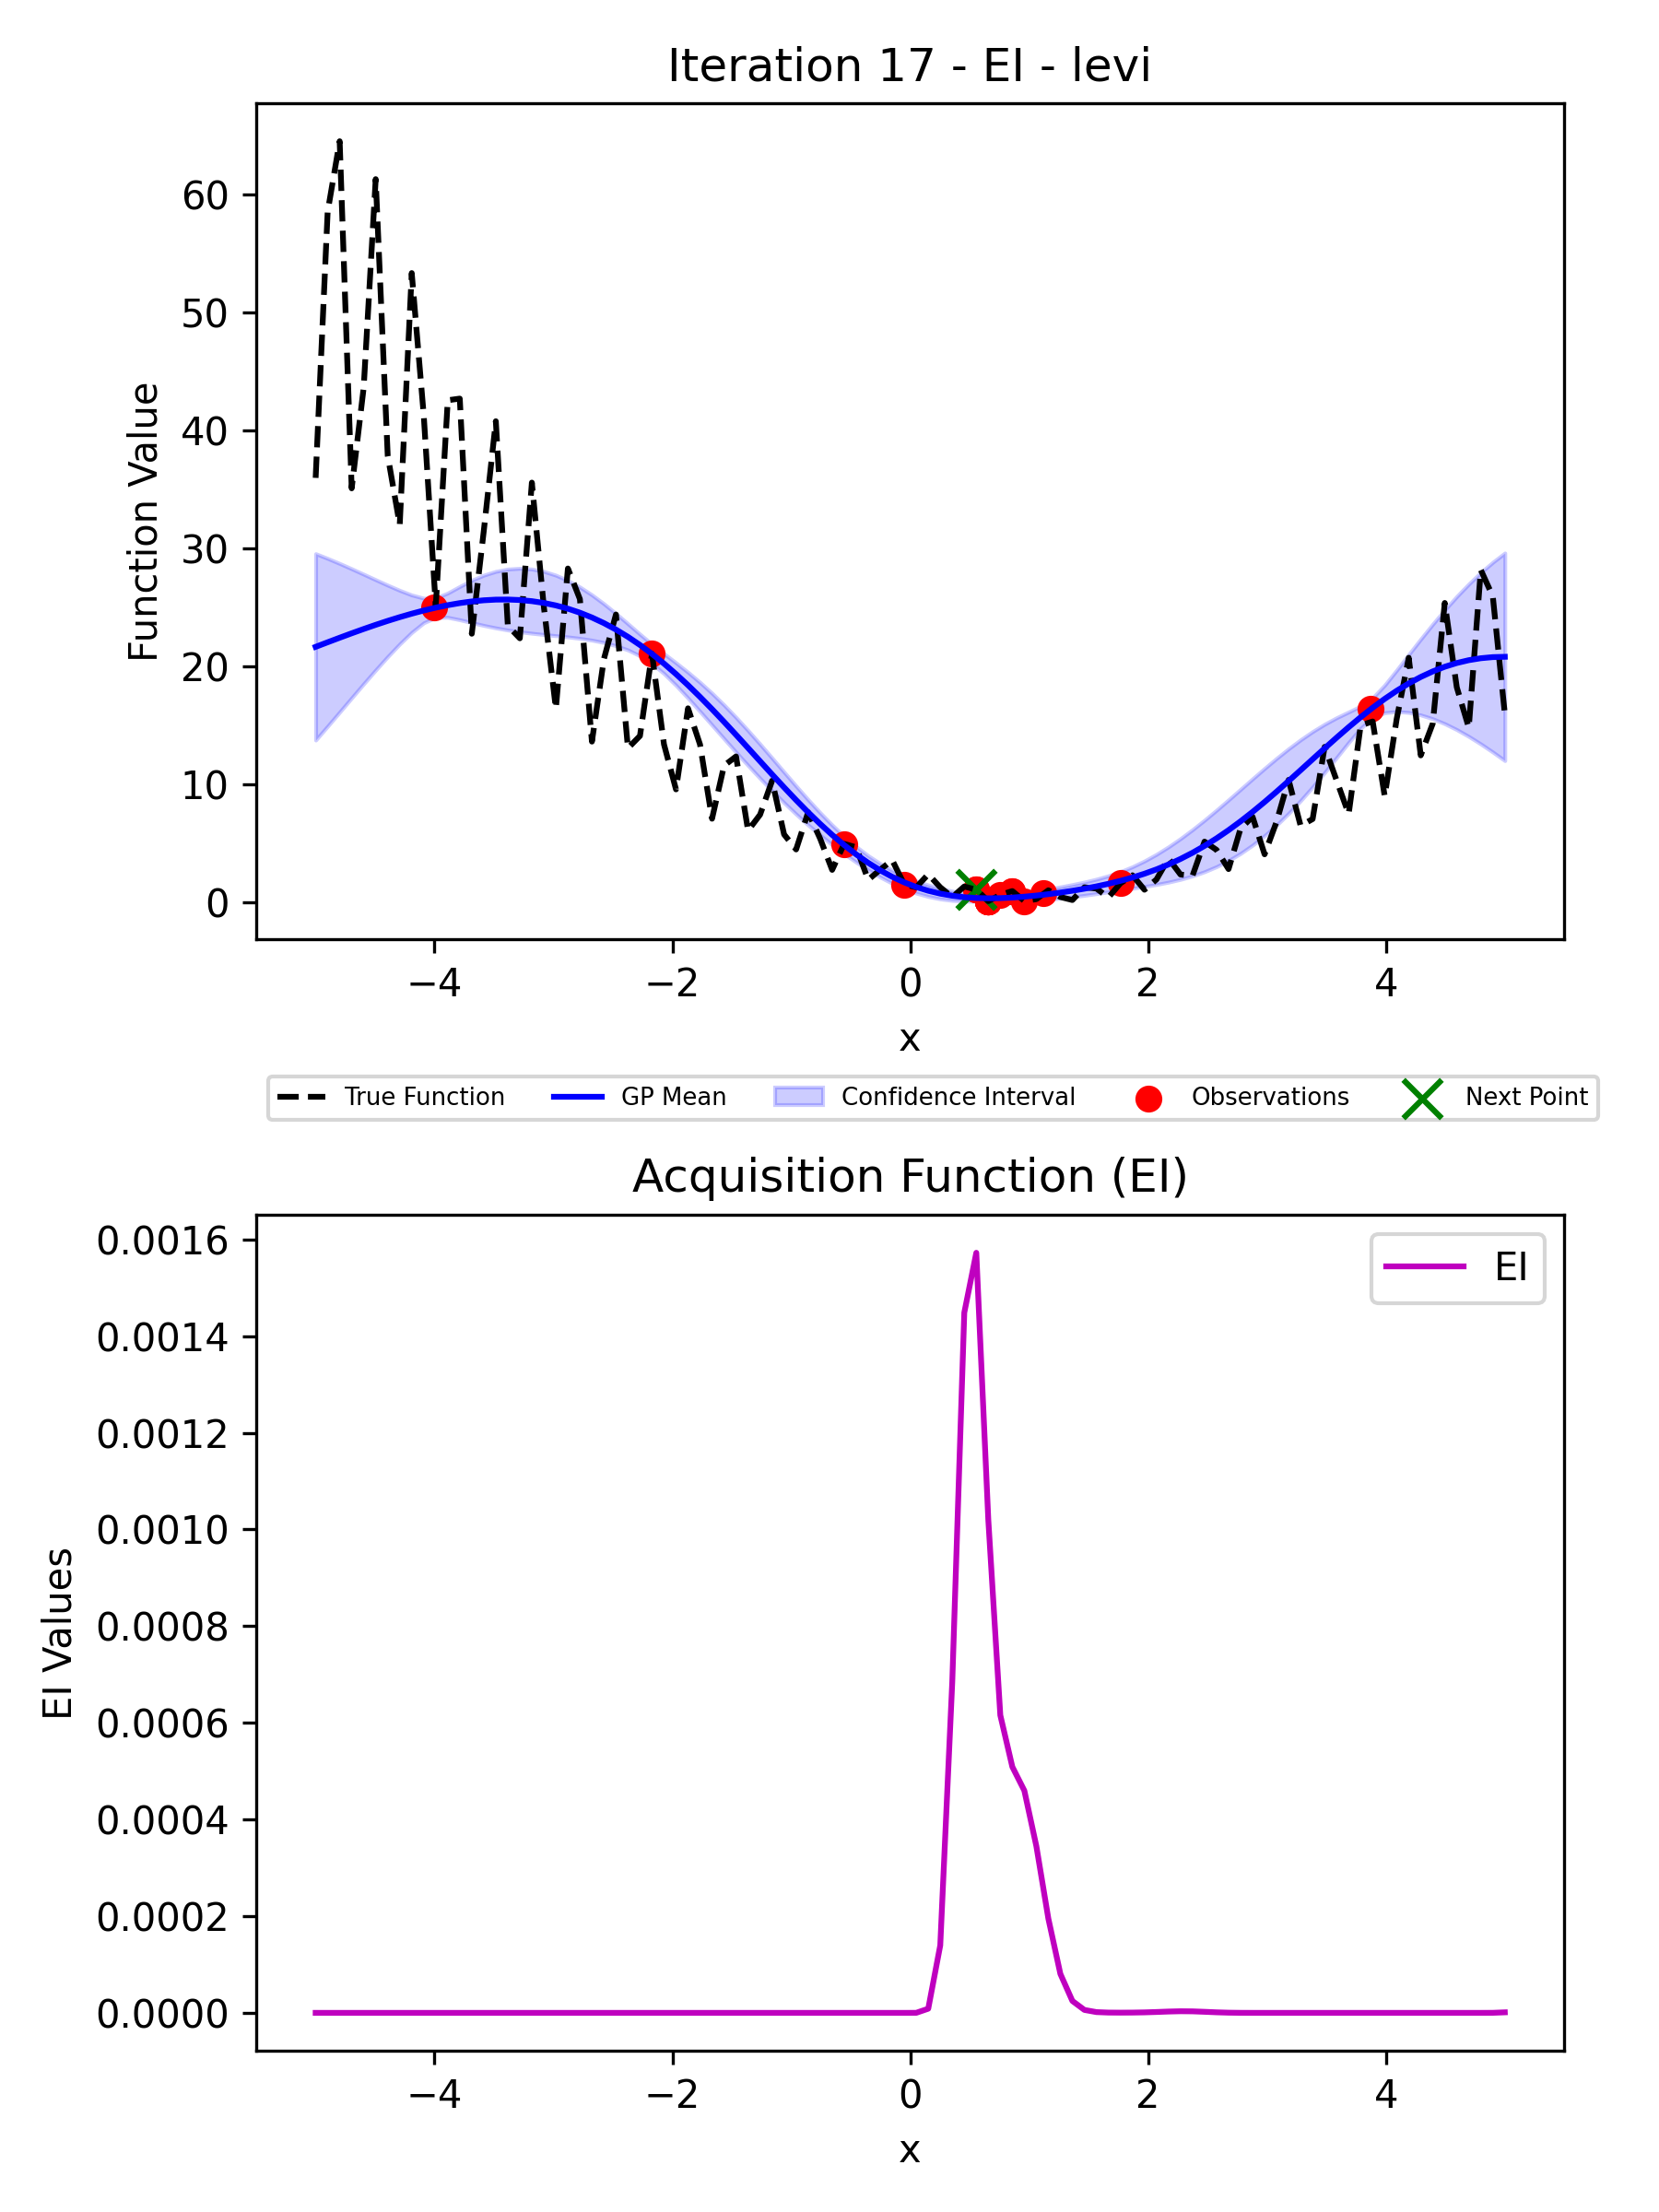 Iteration 17 - EI - levi
Function Value
60
50
40
30
20
10
0
−4 −2 0 2 4
x
True Function GP Mean Confidence Interval Observations Next Point
Acquisition Function (EI)
EI Values
0.0016
0.0014
0.0012
0.0010
0.0008
0.0006
0.0004
0.0002
0.0000
EI
−4 −2 0 2 4
x